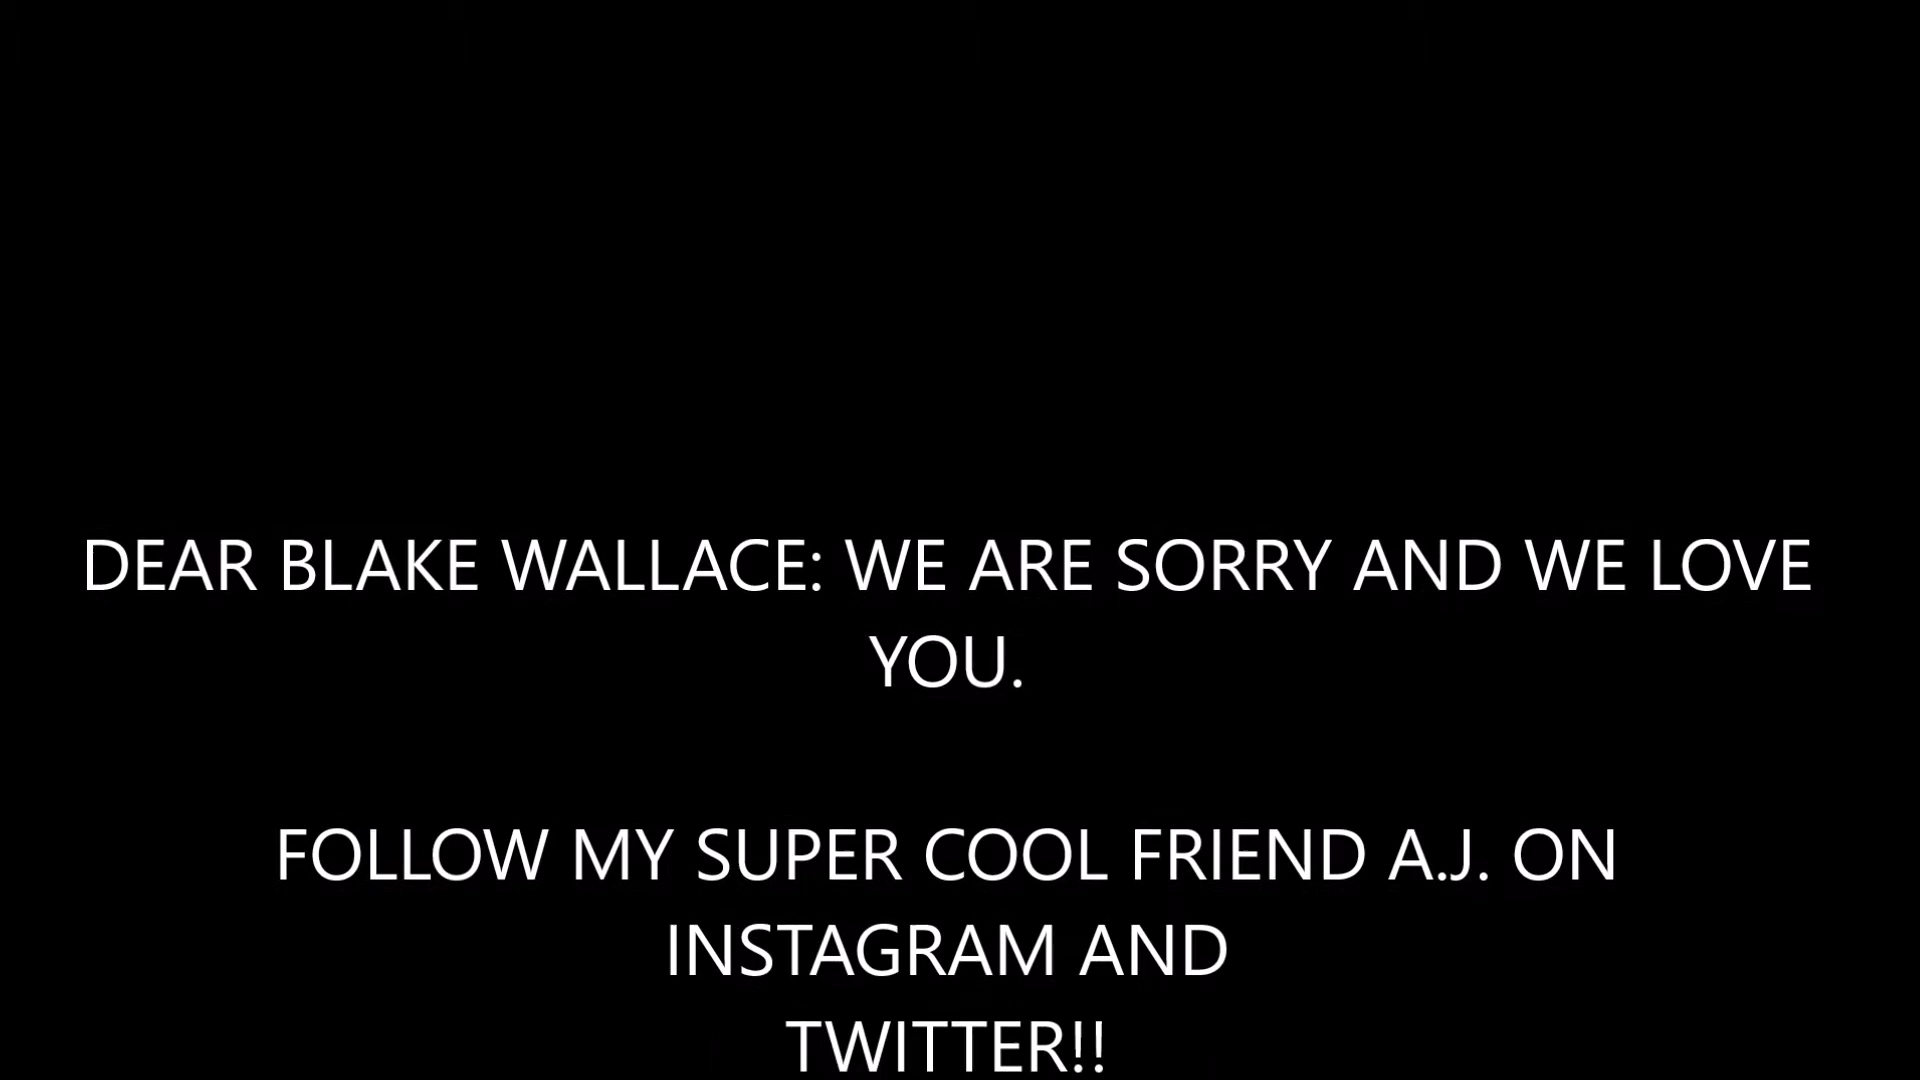 DEAR BLAKE WALLACE: WE ARE SORRY AND WE LOVE
YOU.
FOLLOW MY SUPER COOL FRIEND A.J. ON
INSTAGRAM AND
TWITTER!!